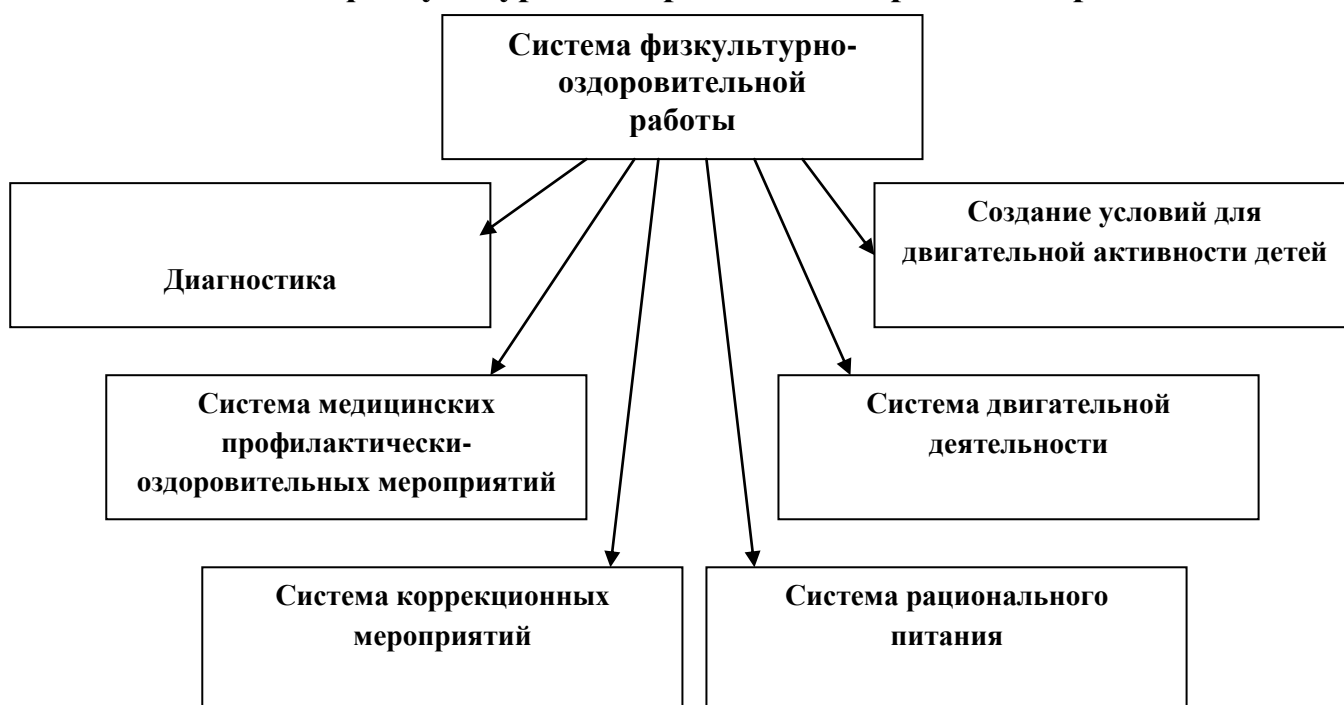 Система физкультурно-
оздоровительной
работы
Диагностика
Создание условий для
двигательной активности детей
Система медицинских
профилактически-
оздоровительных мероприятий
Система двигательной
деятельности
Система коррекционных
мероприятий
Система рационального
питания